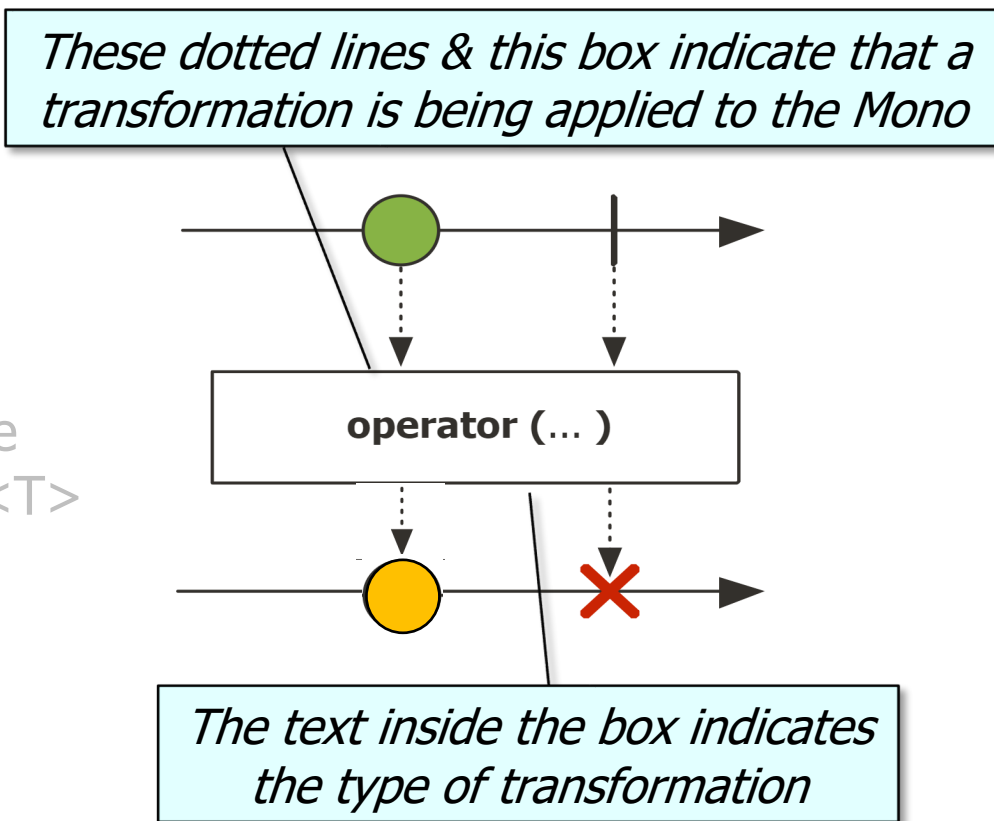 These dotted lines & this box indicate that a
transformation is being applied to the Mono
operator (... )
<T>
The text inside the box indicates
the type of transformation